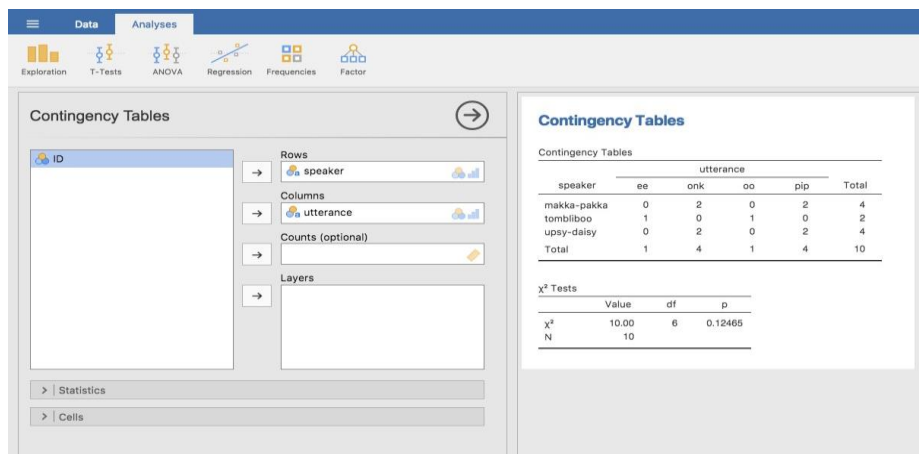 Data Analyses
Exploration T-Tests ANOVA Regression Frequencies Factor
Contingency Tables
ID
Rows
speaker
Columns
utterance
Counts (optional)
Layers
> Statistics
> Cells
Contingency Tables
Contingency Tables
utterance
speaker ee onk oo pip Total
makka-pakka 0 2 0 2 4
tombliboo 1 0 1 0 2
upsy-daisy 0 2 0 2 4
Total 1 4 1 4 10
χ² Tests
Value df p
χ² 10.00 6 0.12465
N 10